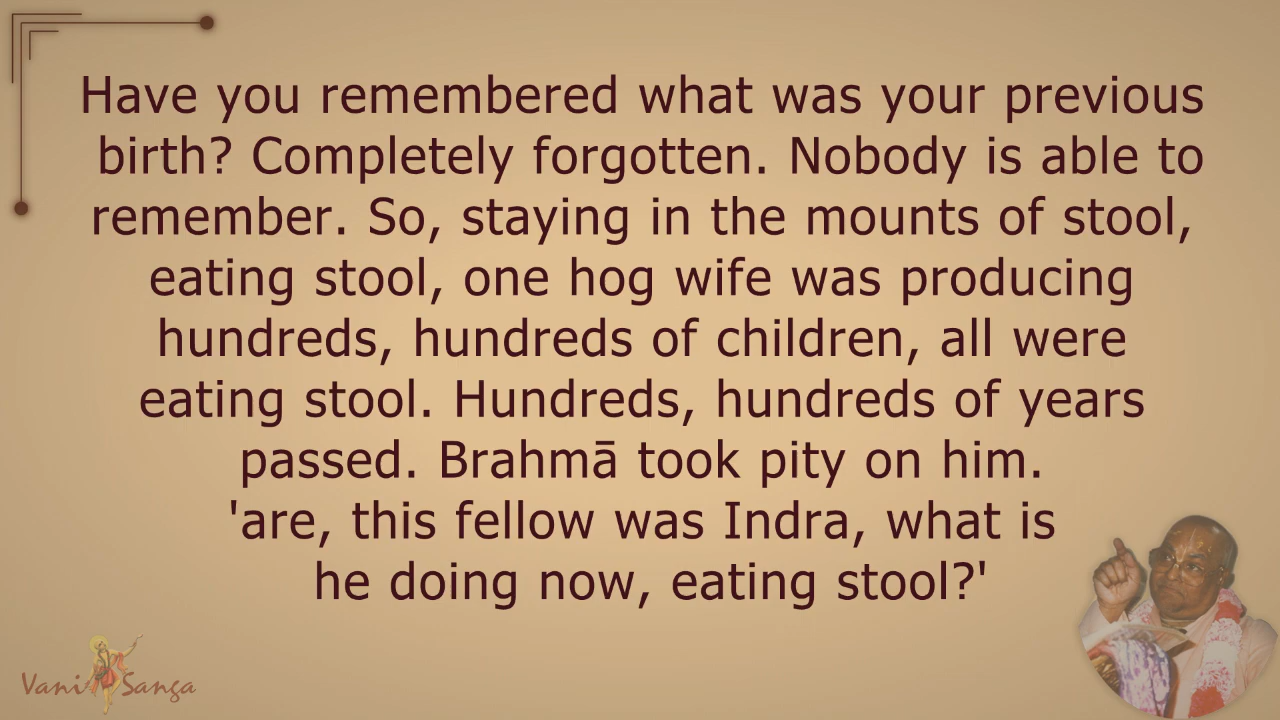 Have you remembered what was your previous
birth? Completely forgotten. Nobody is able to
remember. So, staying in the mounts of stool,
eating stool, one hog wife was producing
hundreds, hundreds of children, all were
eating stool. Hundreds, hundreds of years
passed. Brahmā took pity on him.
'are, this fellow was Indra, what is
he doing now, eating stool?'
Vani Sanga